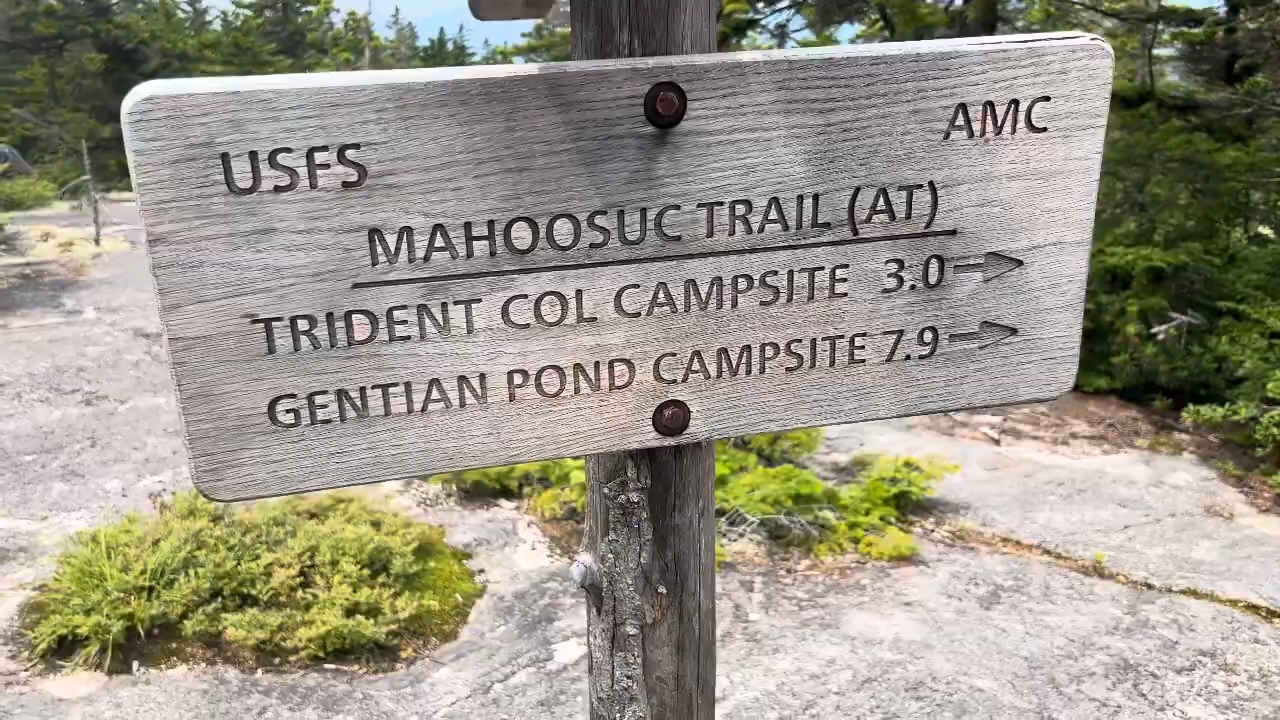 USFS AMC
MAHOOSUC TRAIL (AT)
TRIDENT COL CAMPSITE 3.0
GENTIAN POND CAMPSITE 7.9